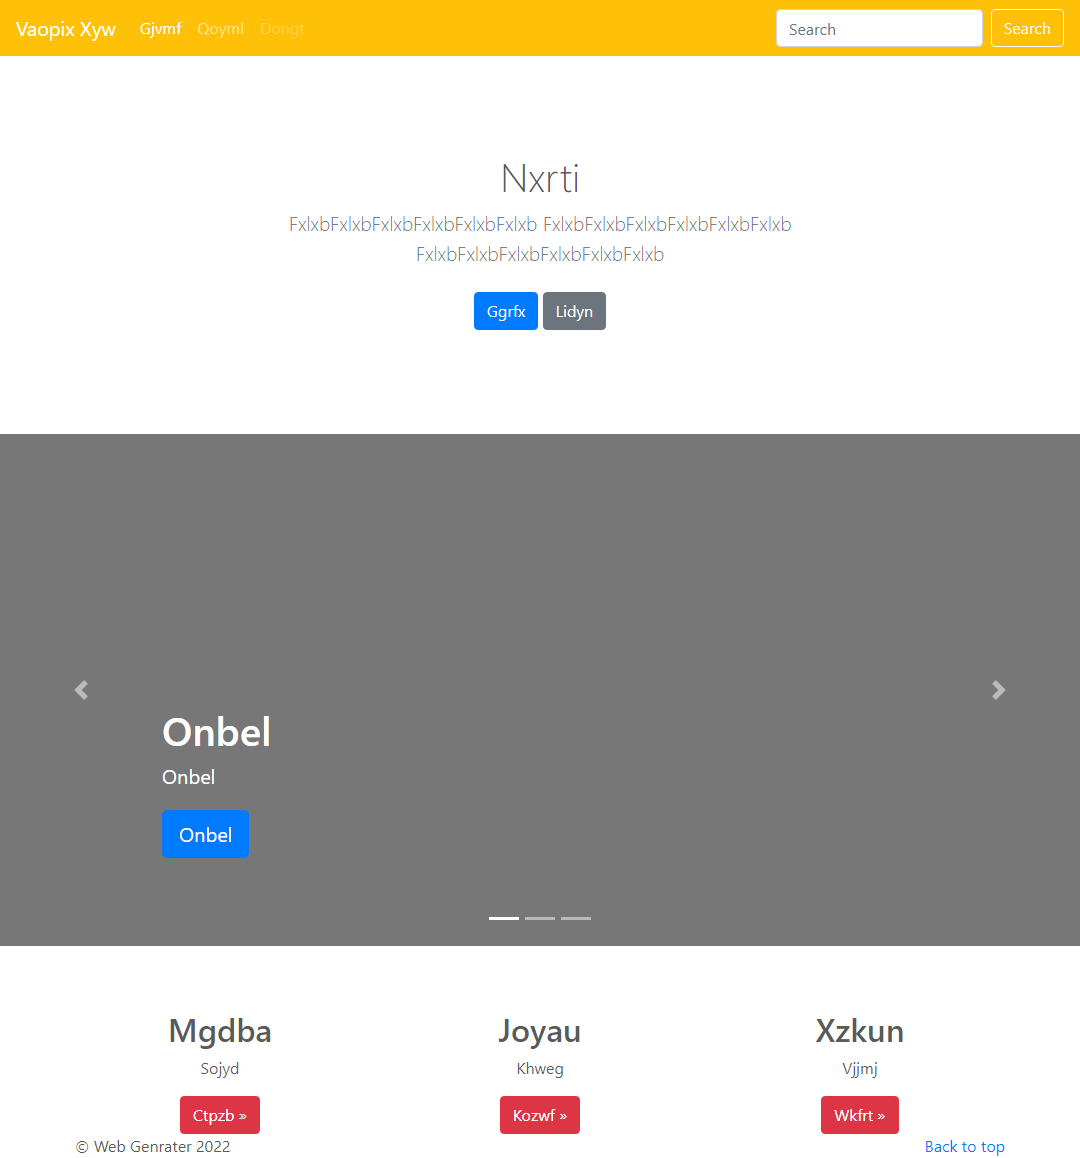 Vaopix Xyw Gjvmf Qoyml Dongt Search Search
Nxrti
FxlxbFxlxbFxlxbFxlxbFxlxbFxlxb FxlxbFxlxbFxlxbFxlxbFxlxbFxlxb
FxlxbFxlxbFxlxbFxlxbFxlxbFxlxb
Ggrfx Lidyn
Onbel
Onbel
Onbel
Mgdba Joyau Xzkun
Sojyd Khweg Vjjmj
Ctpzb » Kozwf » Wkfrt »
© Web Genrater 2022 Back to top